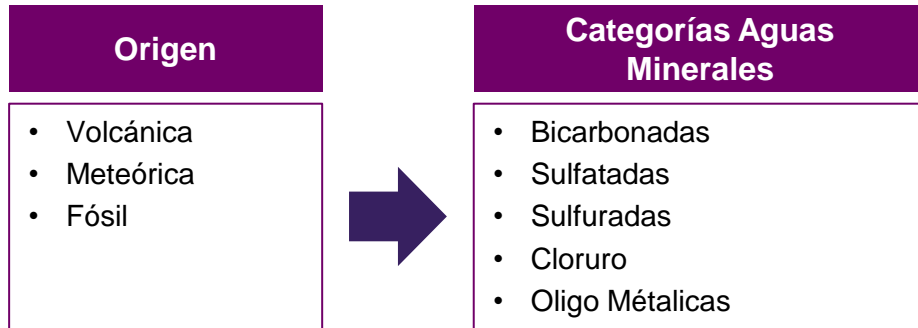 Origen
• Volcánica
• Meteórica
• Fósil
Categorías Aguas
Minerales
• Bicarbonadas
• Sulfatadas
• Sulfuradas
• Cloruro
• Oligo Métalicas